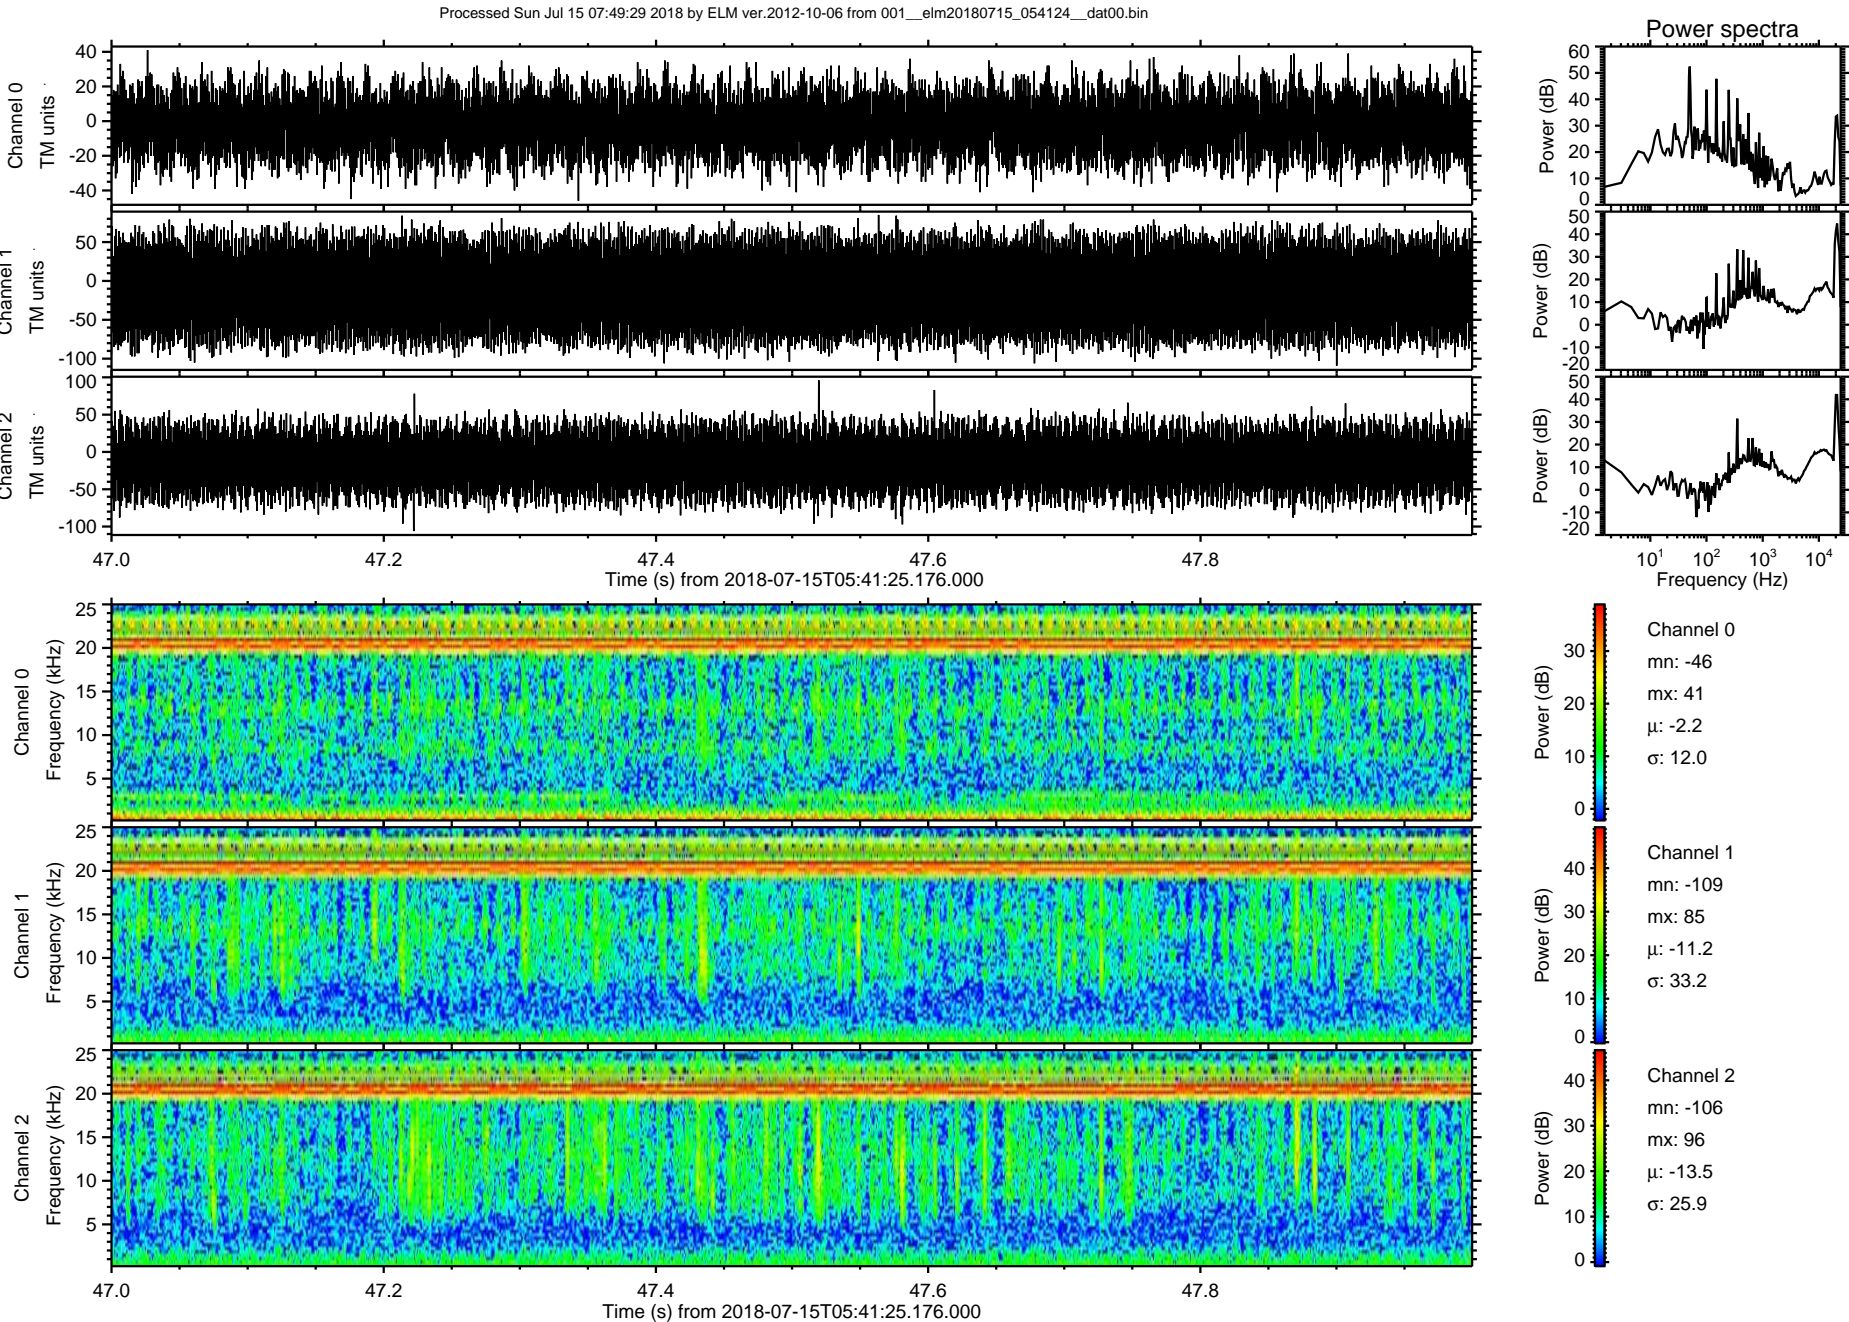 Processed Sun Jul 15 07:49:29 2018 by ELM ver.2012-10-06 from 001__elm20180715_054124__dat00.bin
Power spectra
Channel 0
TM units
40
20
0
-20
-40
Power (dB)
60
50
40
30
20
10
0
Channel 1
TM units
50
0
-50
-100
Power (dB)
50
40
30
20
10
0
-10
-20
Channel 2
TM units
100
50
0
-50
-100
Power (dB)
50
40
30
20
10
0
-10
-20
47.0 47.2 47.4 47.6 47.8
Time (s) from 2018-07-15T05:41:25.176.000
10^1 10^2 10^3 10^4
Frequency (Hz)
Channel 0
Frequency (kHz)
25
20
15
10
5
Power (dB)
30
20
10
0
Channel 0
mn: -46
mx: 41
μ: -2.2
σ: 12.0
Channel 1
Frequency (kHz)
25
20
15
10
5
Power (dB)
40
30
20
10
0
Channel 1
mn: -109
mx: 85
μ: -11.2
σ: 33.2
Channel 2
Frequency (kHz)
25
20
15
10
5
Power (dB)
40
30
20
10
0
Channel 2
mn: -106
mx: 96
μ: -13.5
σ: 25.9
47.0 47.2 47.4 47.6 47.8
Time (s) from 2018-07-15T05:41:25.176.000